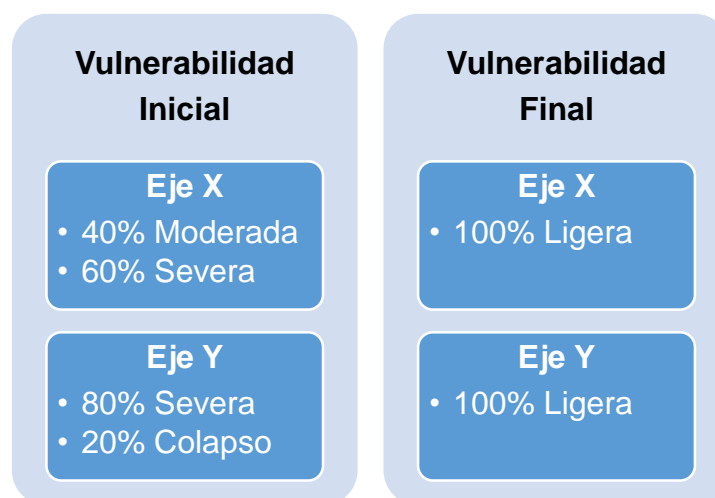 Vulnerabilidad
Inicial
Eje X
• 40% Moderada
• 60% Severa
Eje Y
• 80% Severa
• 20% Colapso
Vulnerabilidad
Final
Eje X
• 100% Ligera
Eje Y
• 100% Ligera